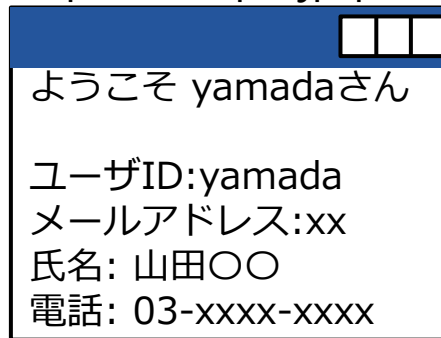 ようこそ yamadaさん
ユーザID:yamada
メールアドレス:xx
氏名: 山田〇〇
電話: 03-xxxx-xxxx